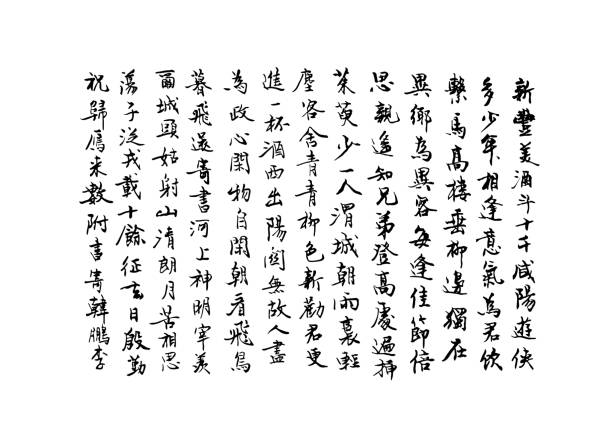 新豐美酒斗十千咸陽遊俠
多少年相逢意氣為君飲
繫馬高樓垂柳邊獨在
異鄉為異客每逢佳節倍
思親遙知兄弟登高處遍插
茱萸少一人渭城朝雨裛輕
塵客舍青青柳色新勸君更
進一杯酒西出陽關無故人盡
為政心閑物自閑朝看飛鳥
暮飛還寄書河上神明宰羨
爾城頭姑射山清朗月苦相思
蕩子從戎載十餘征去日殷勤
祝歸鴈來數附書寄韓鵬李